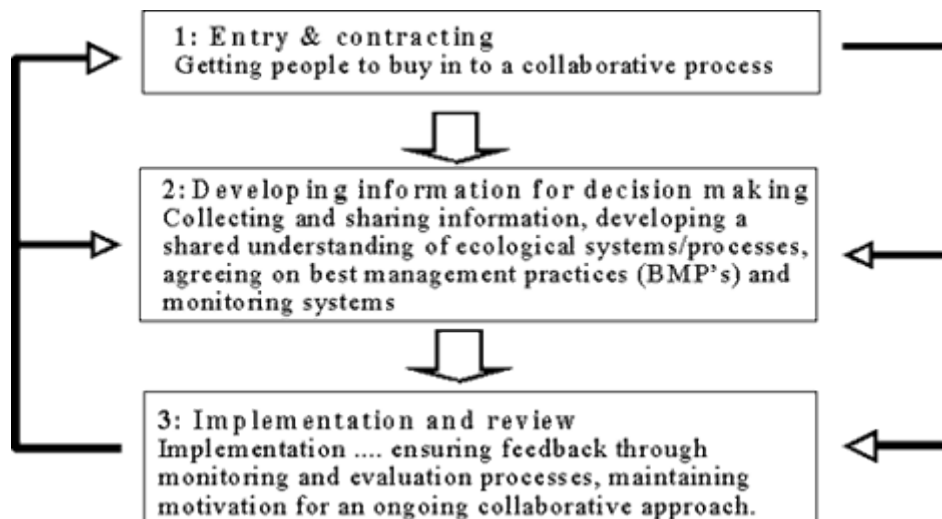 1: Entry & contracting
Getting people to buy in to a collaborative process
2: Developing information for decision making
Collecting and sharing information, developing a
shared understanding of ecological systems/processes,
agreeing on best management practices (BMP's) and
monitoring systems
3: Implementation and review
Implementation .... ensuring feedback through
monitoring and evaluation processes, maintaining
motivation for an ongoing collaborative approach.